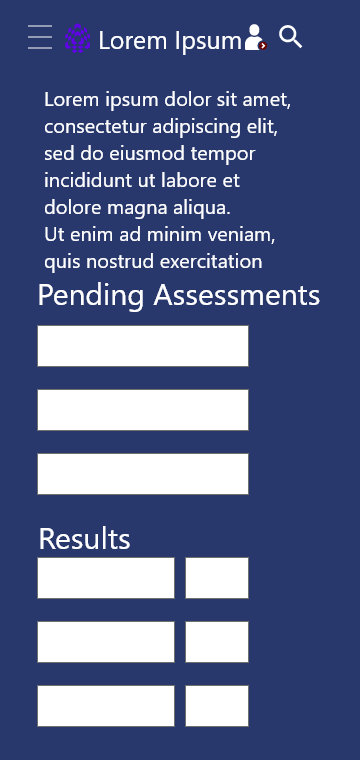 Lorem Ipsum
Lorem ipsum dolor sit amet,
consectetur adipiscing elit,
sed do eiusmod tempor
incididunt ut labore et
dolore magna aliqua.
Ut enim ad minim veniam,
quis nostrud exercitation
Pending Assessments
Results